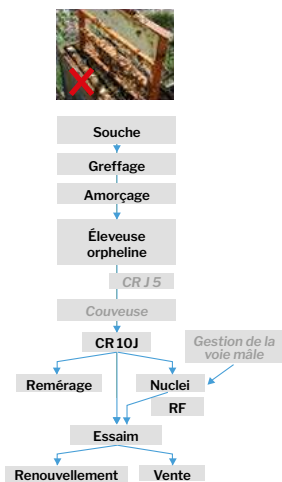 Souche
Greffage
Amorçage
Éleveuse
orpheline
CR J 5
Couveuse
CR 10J
Gestion de la
voie mâle
Remérage
Nuclei
RF
Essaim
Renouvellement
Vente